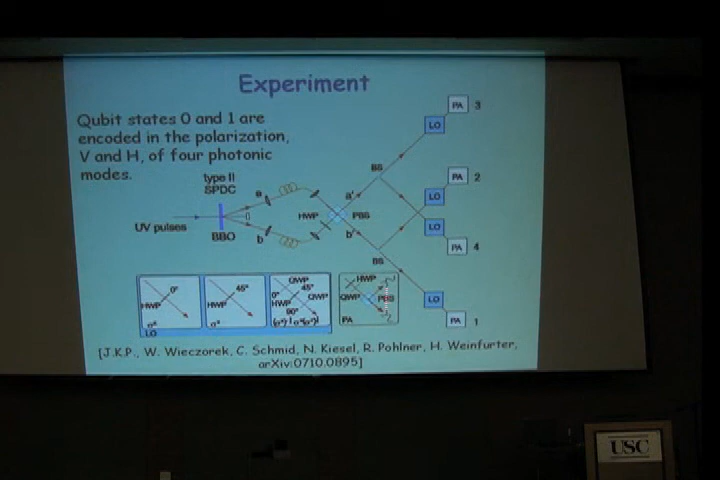 Experiment
Qubit states 0 and 1 are
encoded in the polarization,
V and H, of four photonic
modes.
type II
SPDC
UV pulses
BBO
a
b
HWP
PBS
a'
b'
BS
BS
LO
PA 3
LO
PA 2
LO
PA 4
LO
PA 1
HWP 0°
LO
HWP 45°
QWP
0° 45°
HWP QWP
90°
HWP
QWP PBS
PA
[J.K.P., W. Wieczorek, C. Schmid, N. Kiesel, R. Pohlner, H. Weinfurter,
arXiv:0710.0895]
USC